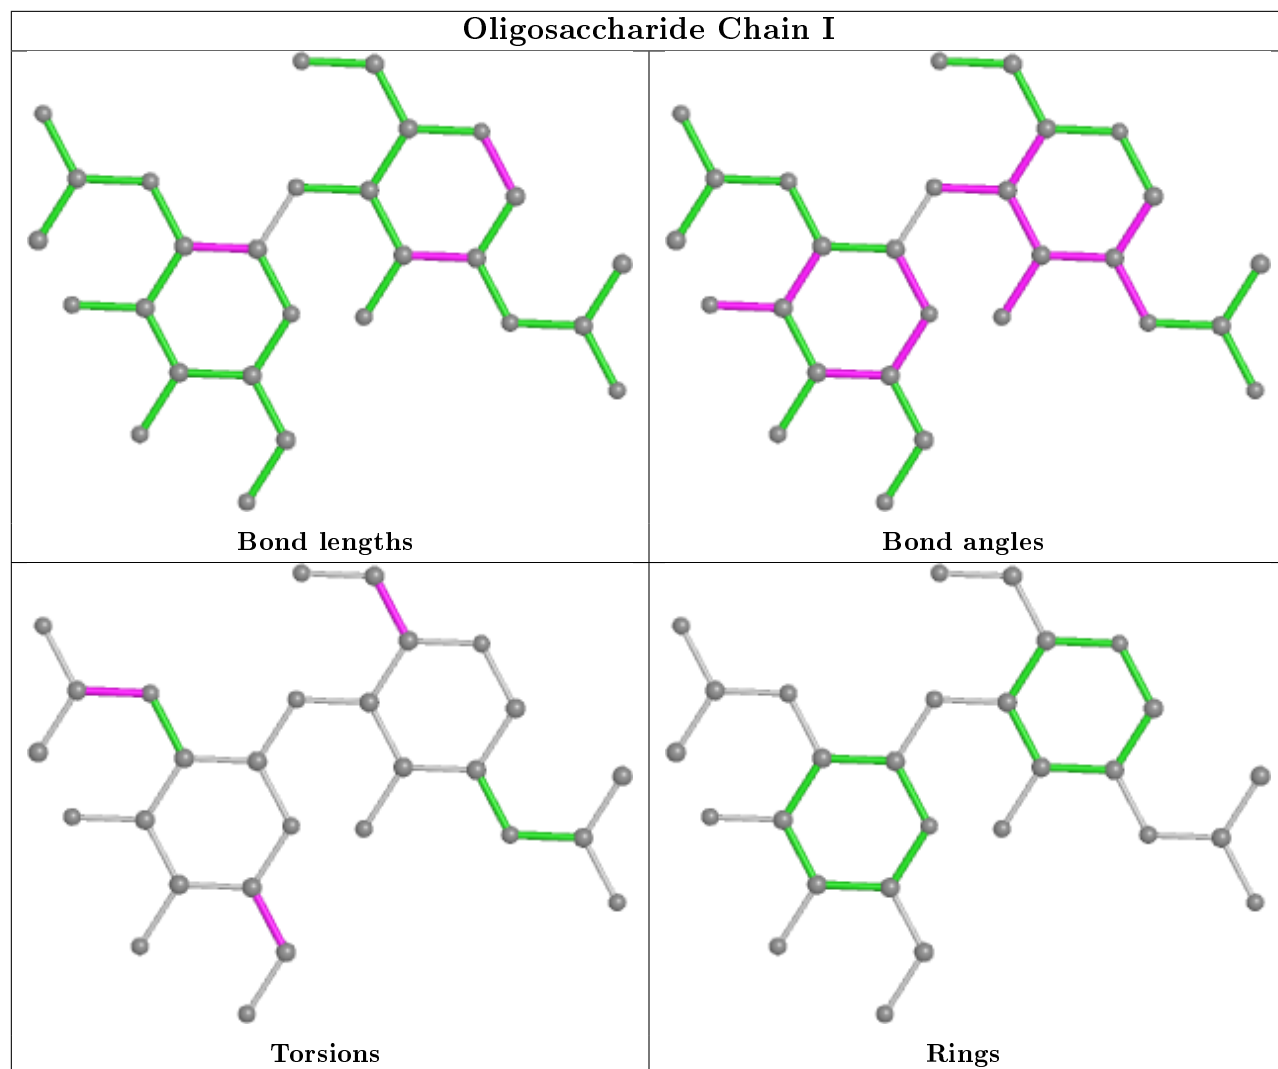 Oligosaccharide Chain I
Bond lengths
Bond angles
Torsions
Rings